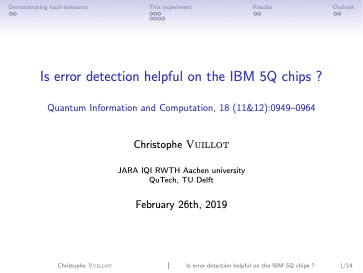 Demonstrating fault-tolerance This experiment Results Outlook
Is error detection helpful on the IBM 5Q chips ?
Quantum Information and Computation, 18 (11&12):0949–0964
Christophe Vuillot
JARA IQI RWTH Aachen university
QuTech, TU Delft
February 26th, 2019
Christophe Vuillot Is error detection helpful on the IBM 5Q chips ? 1/14